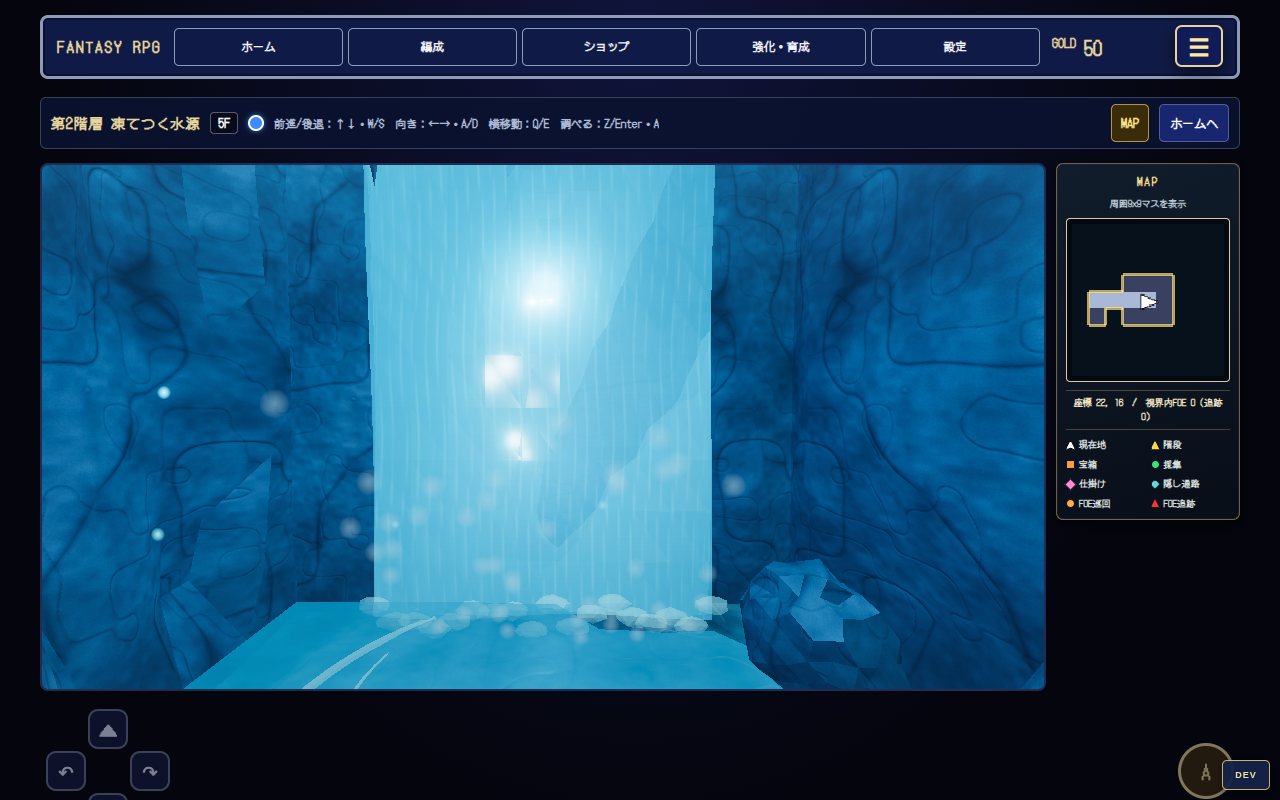 FANTASY RPG
ホーム
編成
ショップ
強化・育成
設定
GOLD 50
第2階層 凍てつく水源
5F
前進/後退：↑↓・W/S 向き：←→・A/D 横移動：Q/E 調べる：Z/Enter・A
MAP
ホームへ
MAP
周囲9x9マスを表示
座標 22, 16 / 視界内FOE 0 (追跡
0)
現在地
階段
宝箱
採集
仕掛け
隠し通路
FOE巡回
FOE追跡
A
DEV